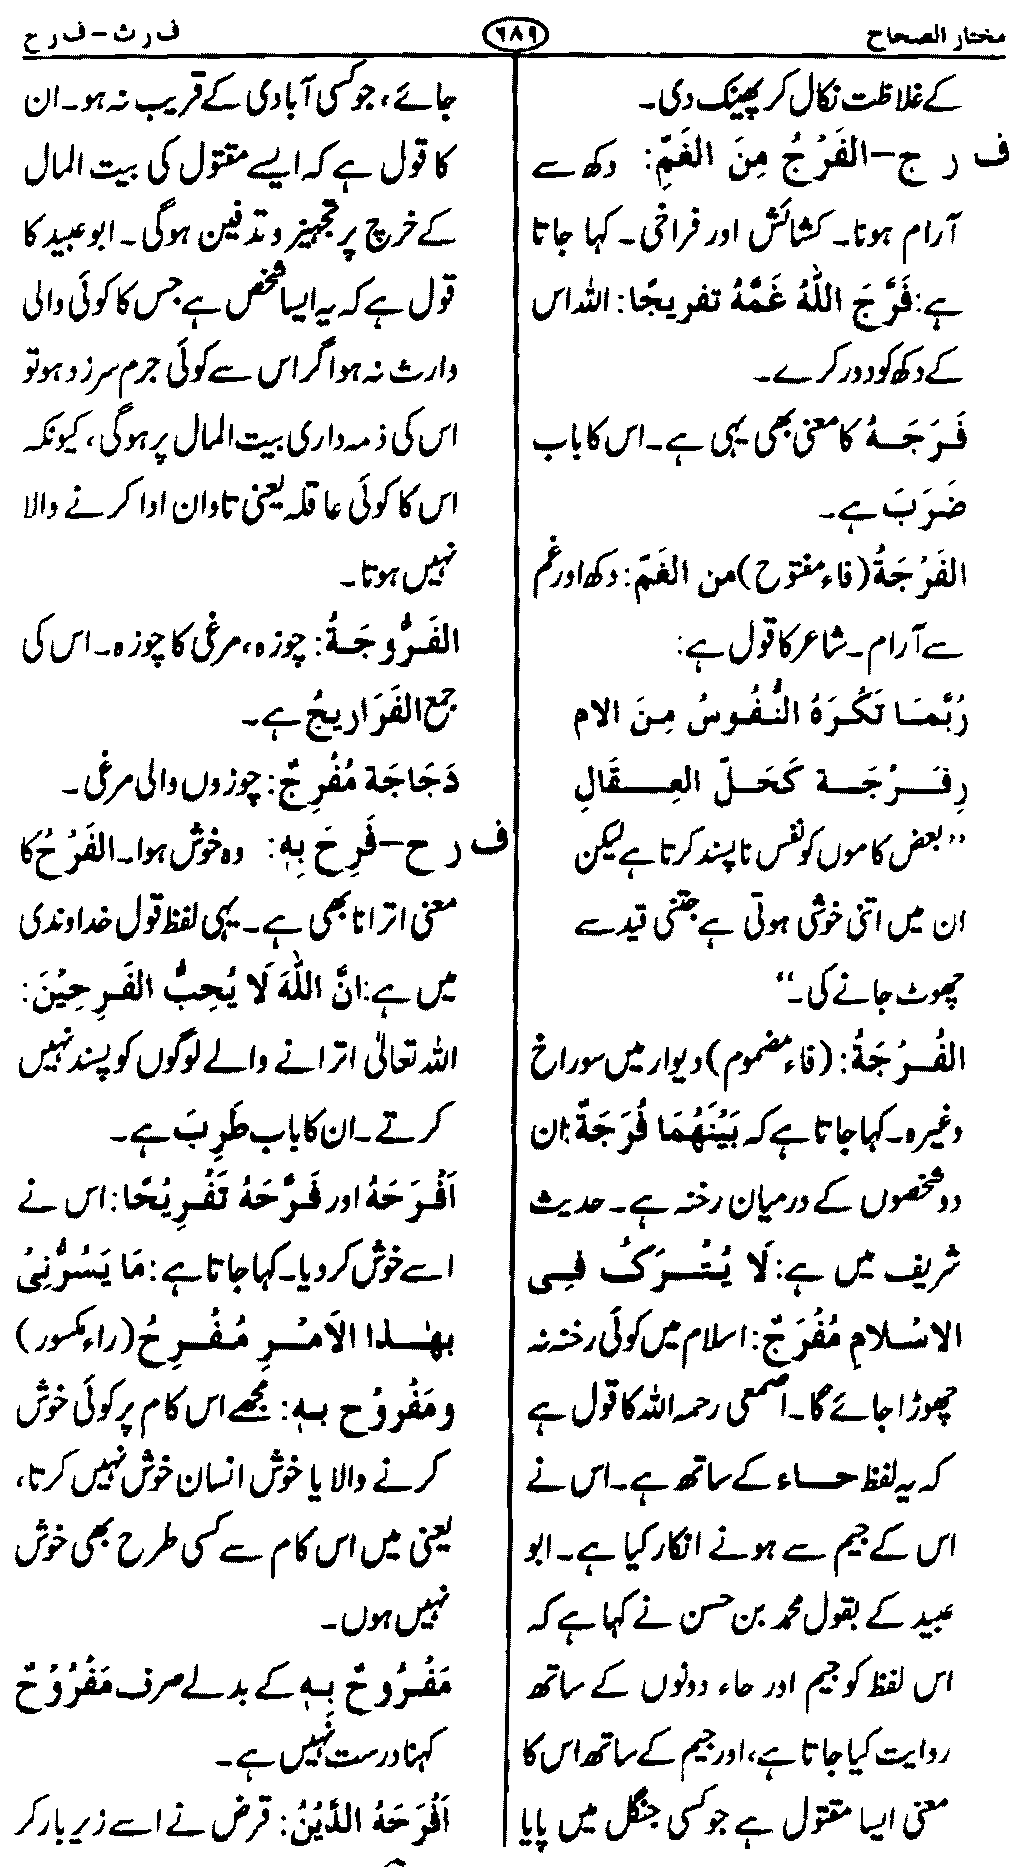 مختار الصحاح
٦٨٩
ف ر ث – ف ر ح
کے غلاظت نکال کر پھینک دی۔
ف ر ج – الفَرْجُ مِنَ الغَمِّ: دکھ سے
آرام ہونا۔ کشائش اور فراخی۔ کہا جاتا
ہے: فَرَّجَ اللّٰهُ غَمَّهُ تفريجًا: اللہ اس
کے دکھ کو دور کرے۔
فَرَجَهُ کا معنی بھی یہی ہے۔ اس کا باب
ضَرَبَ ہے۔
الفَرْجَةُ (فاء مفتوح) من الغَمّ: دکھ اور غم
سے آرام۔ شاعر کا قول ہے:
رُبَّمَا تَكْرَهُ النُّفُوسُ مِنَ الام
رِفَرْجَة كَحَلّ العِقَالِ
”بعض کاموں کو نفس ناپسند کرتا ہے لیکن
ان میں اتنی خوشی ہوتی ہے جتنی قید سے
چھوٹ جانے کی۔“
الفُرْجَةُ: (فاء مضموم) دیوار میں سوراخ
وغیرہ۔ کہا جاتا ہے کہ بَيْنَهُمَا فُرَجَةٌ: ان
دو شخصوں کے درمیان رخنہ ہے۔ حدیث
شریف میں ہے: لَا يُتْرَكُ فِى
الاسْلامِ مُفْرَجٌ: اسلام میں کوئی رخنہ نہ
چھوڑا جائے گا۔ اصمعی رحمہ اللہ کا قول ہے
کہ یہ لفظ حاء کے ساتھ ہے۔ اس نے
اس کے جیم سے ہونے انکار کیا ہے۔ ابو
عبید کے بقول محمد بن حسن نے کہا ہے کہ
اس لفظ کو جیم اور حاء دونوں کے ساتھ
روایت کیا جاتا ہے، اور جیم کے ساتھ اس کا
معنی ایسا مقتول ہے جو کسی جنگل میں پایا
جائے، جو کسی آبادی کے قریب نہ ہو۔ ان
کا قول ہے کہ ایسے مقتول کی بیت المال
کے خرچ پر تجہیز و تدفین ہوگی۔ ابو عبید کا
قول ہے کہ یہ ایسا شخص ہے جس کا کوئی والی
وارث نہ ہو اگر اس سے کوئی جرم سرزد ہو تو
اس کی ذمہ داری بیت المال پر ہوگی، کیونکہ
اس کا کوئی عاقلہ یعنی تاوان ادا کرنے والا
نہیں ہوتا۔
الفَرُّوجَةُ: چوزہ، مرغی کا چوزہ۔ اس کی
جمع الفَرَاريجُ ہے۔
دَجَاجَة مُفْرِجٌ: چوزوں والی مرغی۔
ف ر ح – فَرِحَ بِهٖ: وہ خوش ہوا۔ الفَرْحُ کا
معنی اترانا بھی ہے۔ یہی لفظ قول خداوندی
میں ہے: انَّ اللّٰهَ لَا يُحِبُّ الفَرِحِيْنَ:
اللہ تعالیٰ اترانے والے لوگوں کو پسند نہیں
کرتے۔ ان کا باب طَرِبَ ہے۔
اَفْرَحَهُ اور فَرَّحَهُ تَفْرِيْحًا: اس نے
اسے خوش کر دیا۔ کہا جاتا ہے: مَا يَسُرُّنِىْ
بِهٰذا الاَمْرِ مُفْرِحُ (راء مکسور)
ومَفْرُوْح بِهٖ: مجھے اس کام پر کوئی خوش
کرنے والا یا خوش انسان خوش نہیں کرتا،
یعنی میں اس کام سے کسی طرح بھی خوش
نہیں ہوں۔
مَفْرُوحٌ بِهٖ کے بدلے صرف مَفْرُوْحٌ
کہنا درست نہیں ہے۔
اَفْرَحَهُ الدَّيْنُ: قرض نے اسے زیر بار کر